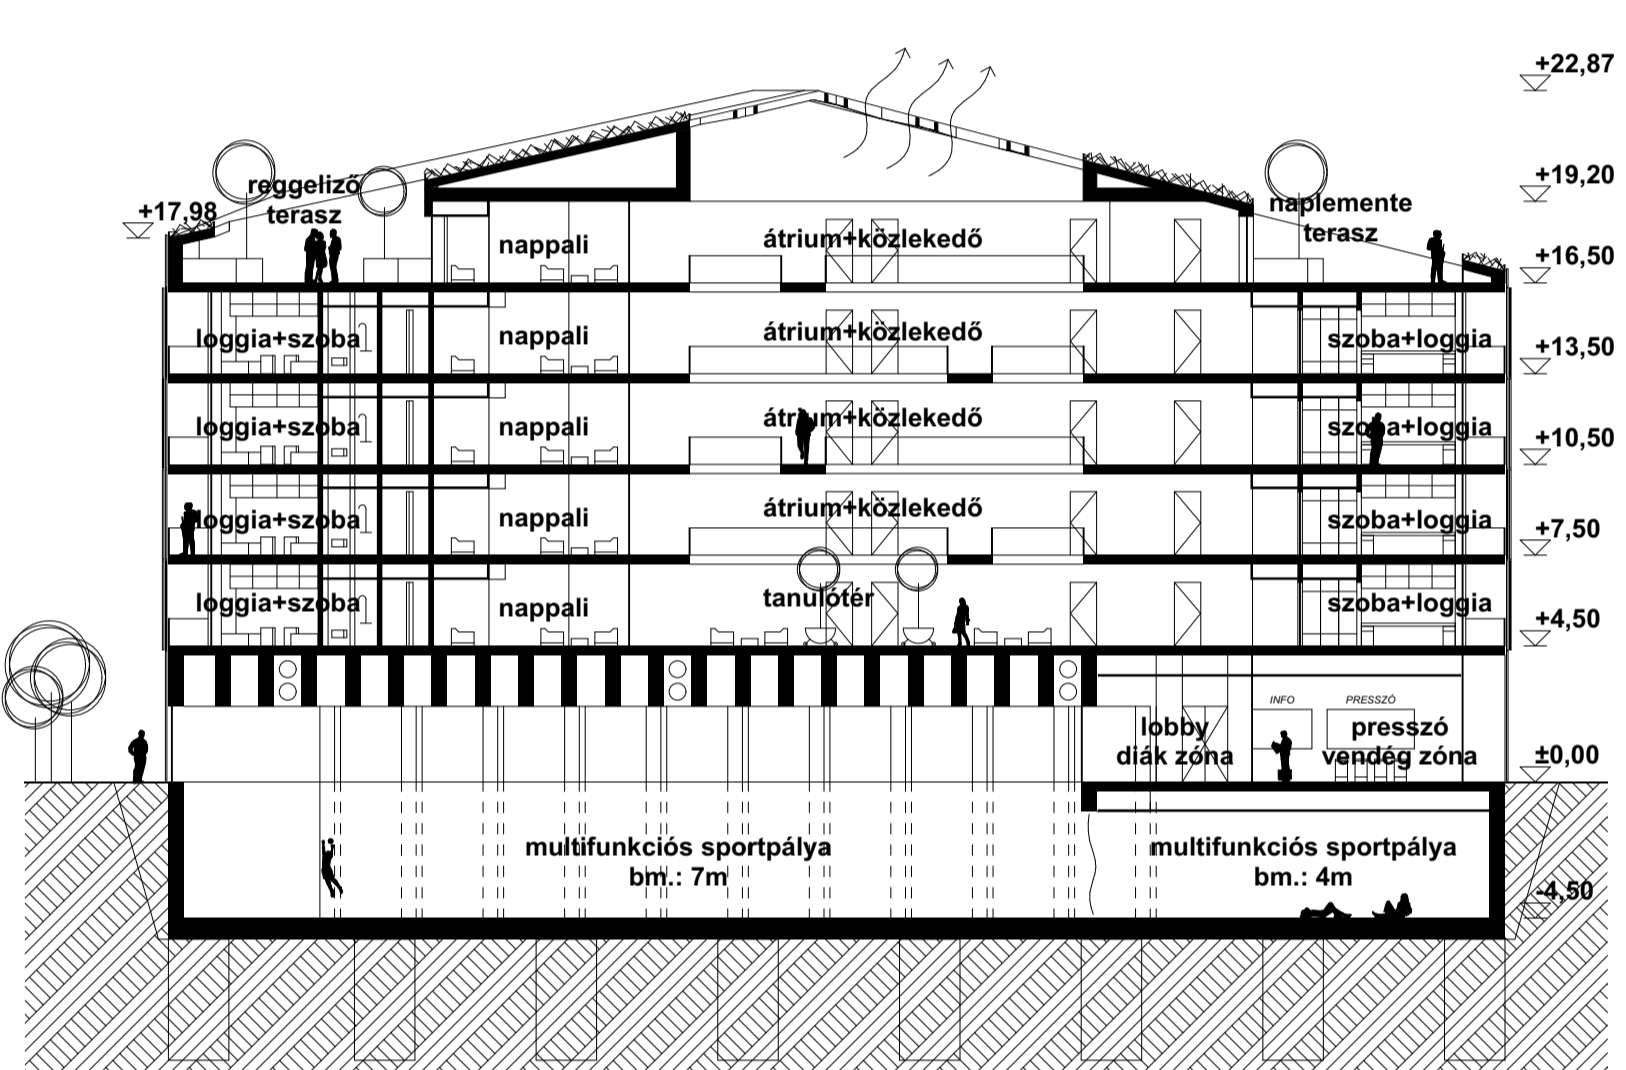 +22,87
+19,20
+17,98
reggeliző
terasz
naplemente
terasz
nappali
átrium+közlekedő
+16,50
loggia+szoba
nappali
átrium+közlekedő
szoba+loggia
+13,50
loggia+szoba
nappali
átrium+közlekedő
szoba+loggia
+10,50
loggia+szoba
nappali
átrium+közlekedő
szoba+loggia
+7,50
loggia+szoba
nappali
tanulótér
szoba+loggia
+4,50
INFO
PRESSZÓ
lobby
diák zóna
presszó
vendég zóna
±0,00
multifunkciós sportpálya
bm.: 7m
multifunkciós sportpálya
bm.: 4m
-4,50